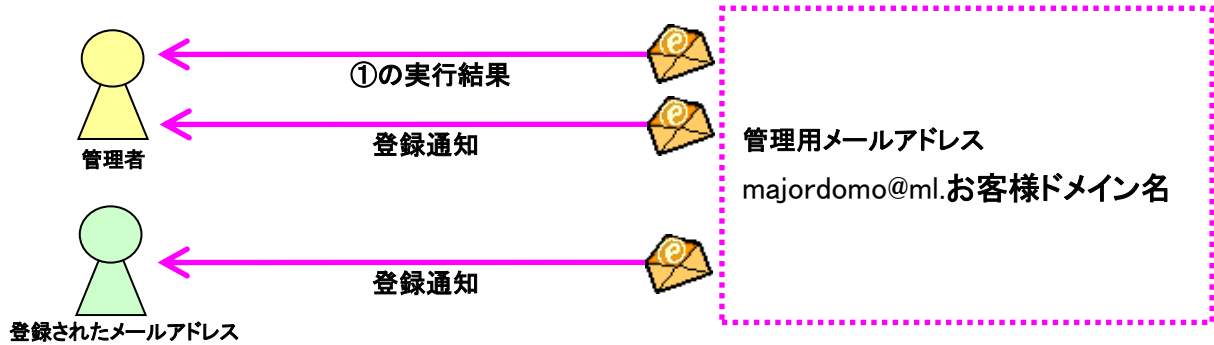 ①の実行結果
登録通知
管理者
管理用メールアドレス
majordomo@ml.お客様ドメイン名
登録通知
登録されたメールアドレス